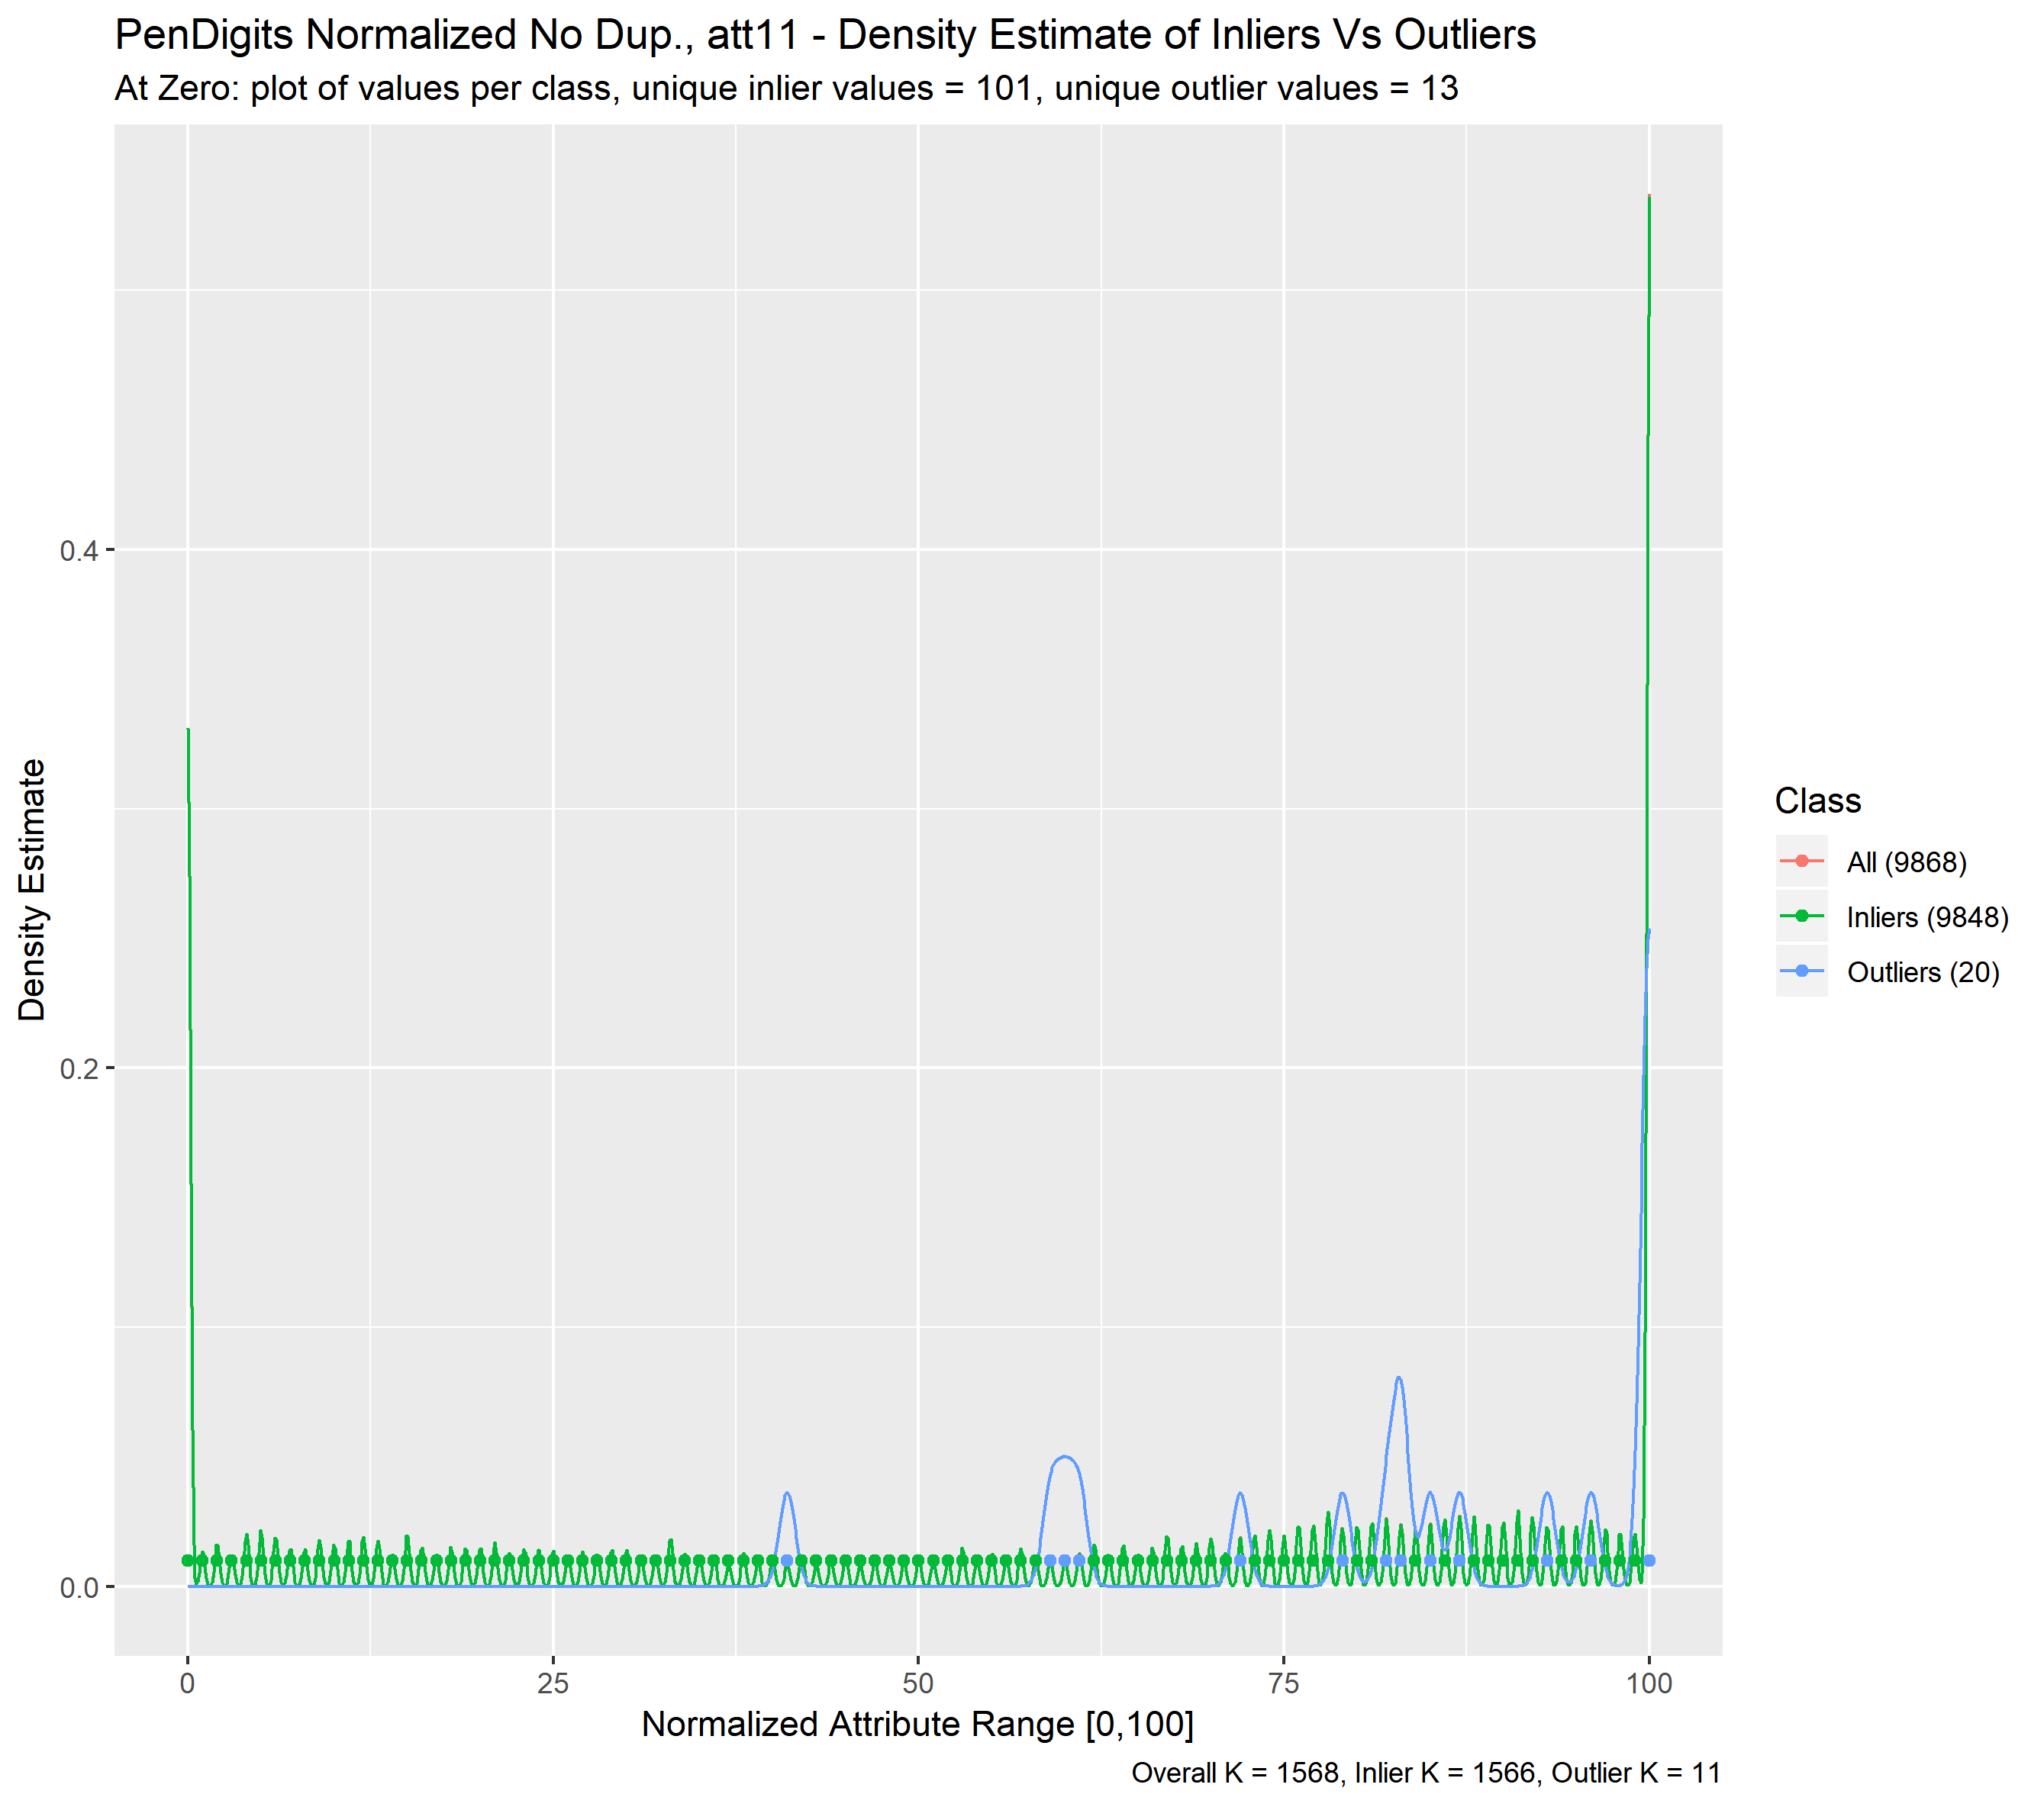 PenDigits Normalized No Dup., att11 - Density Estimate of Inliers Vs Outliers
At Zero: plot of values per class, unique inlier values = 101, unique outlier values = 13
Density Estimate
0.4
0.2
0.0
0 25 50 75 100
Normalized Attribute Range [0,100]
Overall K = 1568, Inlier K = 1566, Outlier K = 11
Class
All (9868)
Inliers (9848)
Outliers (20)